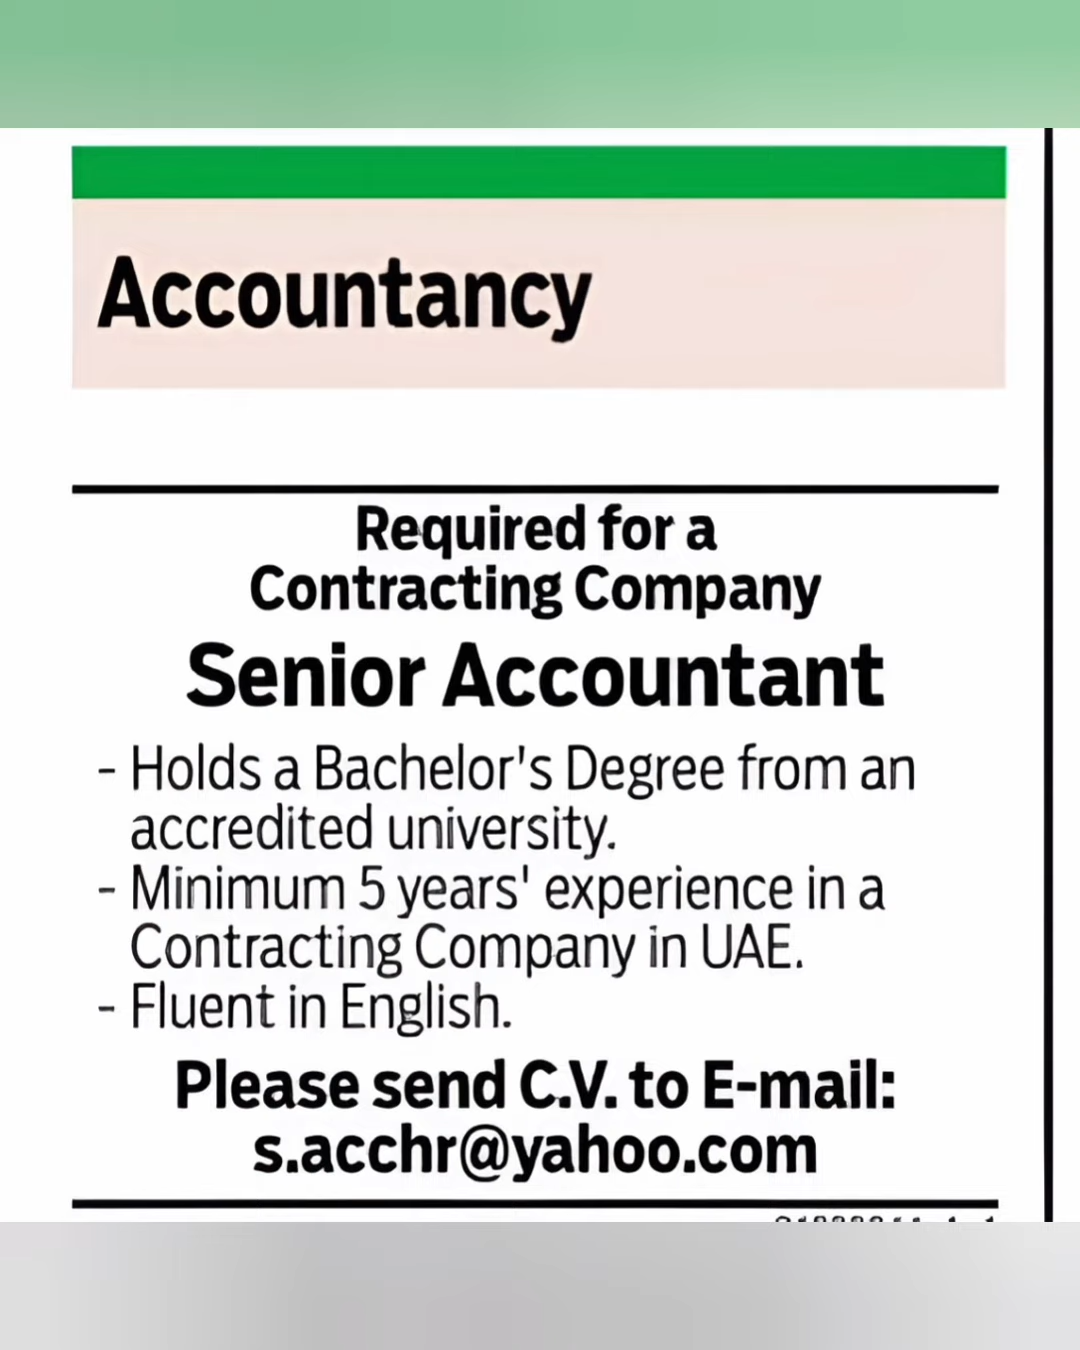 Accountancy
Required for a
Contracting Company
Senior Accountant
- Holds a Bachelor's Degree from an
accredited university.
- Minimum 5 years' experience in a
Contracting Company in UAE.
- Fluent in English.
Please send C.V. to E-mail:
s.acchr@yahoo.com